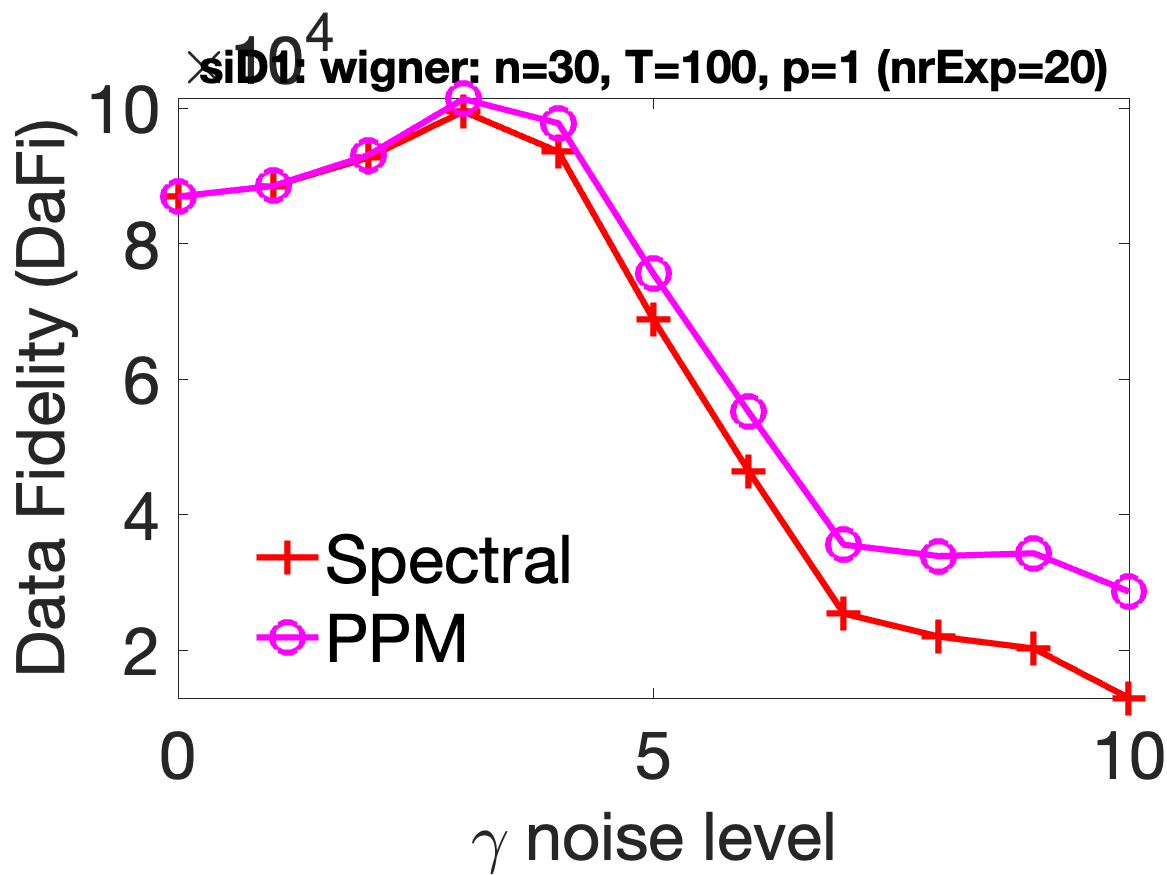 × 10^4
siD1: wigner: n=30, T=100, p=1 (nrExp=20)
Data Fidelity (DaFi)
10
8
6
4
2
Spectral
PPM
0 5 10
γ noise level